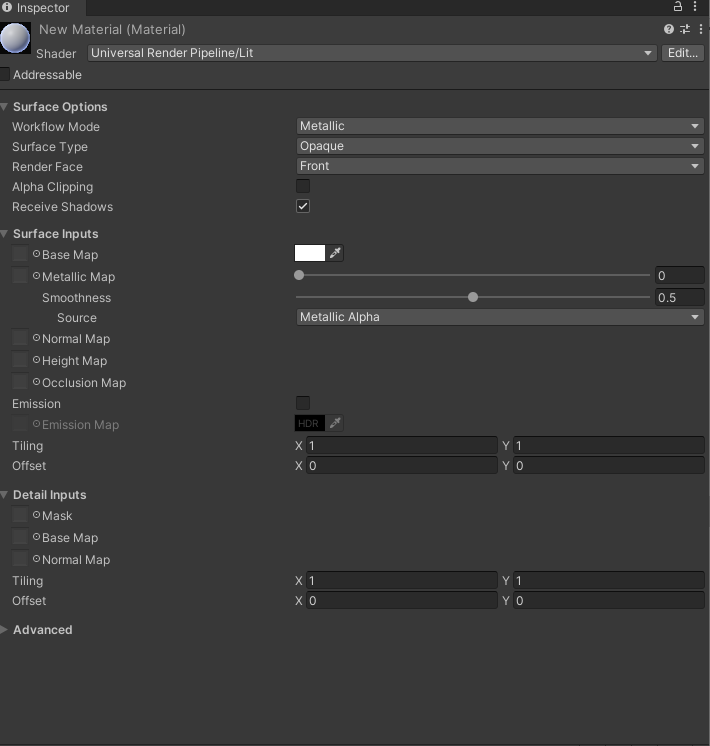 Inspector
New Material (Material)
Shader Universal Render Pipeline/Lit Edit...
Addressable
Surface Options
Workflow Mode Metallic
Surface Type Opaque
Render Face Front
Alpha Clipping
Receive Shadows
Surface Inputs
Base Map
Metallic Map 0
Smoothness 0.5
Source Metallic Alpha
Normal Map
Height Map
Occlusion Map
Emission
Emission Map HDR
Tiling X 1 Y 1
Offset X 0 Y 0
Detail Inputs
Mask
Base Map
Normal Map
Tiling X 1 Y 1
Offset X 0 Y 0
Advanced